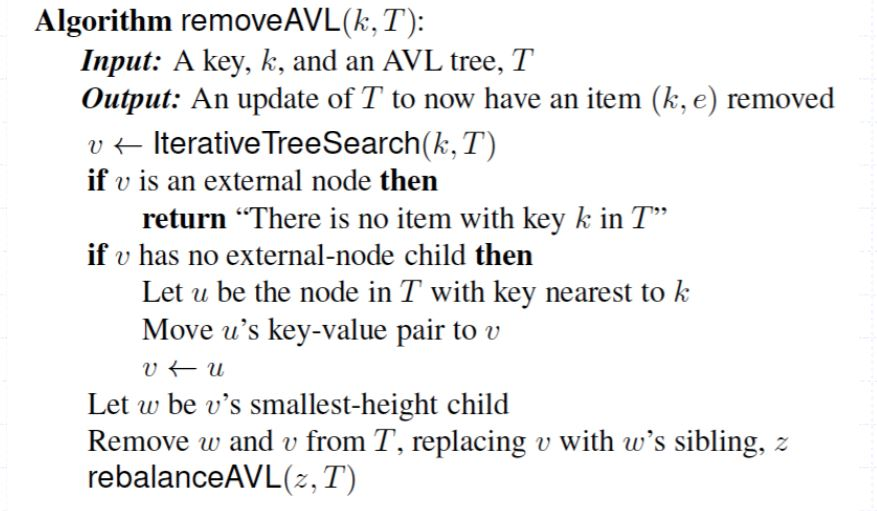 Algorithm removeAVL(k, T):
Input: A key, k, and an AVL tree, T
Output: An update of T to now have an item (k, e) removed
v ← IterativeTreeSearch(k, T)
if v is an external node then
return “There is no item with key k in T”
if v has no external-node child then
Let u be the node in T with key nearest to k
Move u’s key-value pair to v
v ← u
Let w be v’s smallest-height child
Remove w and v from T, replacing v with w’s sibling, z
rebalanceAVL(z, T)